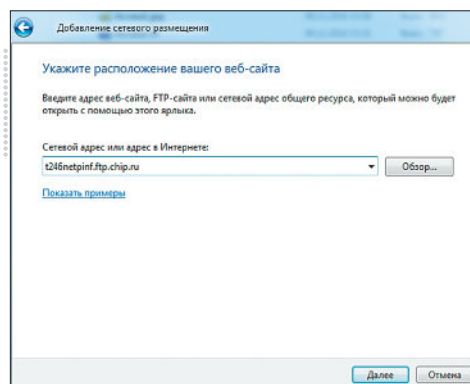 Добавление сетевого размещения
Укажите расположение вашего веб-сайта
Введите адрес веб-сайта, FTP-сайта или сетевой адрес общего ресурса, который можно будет
открыть с помощью этого ярлыка.
Сетевой адрес или адрес в Интернете:
t246netpinf.ftp.chip.ru
Обзор...
Показать примеры
Далее
Отмена